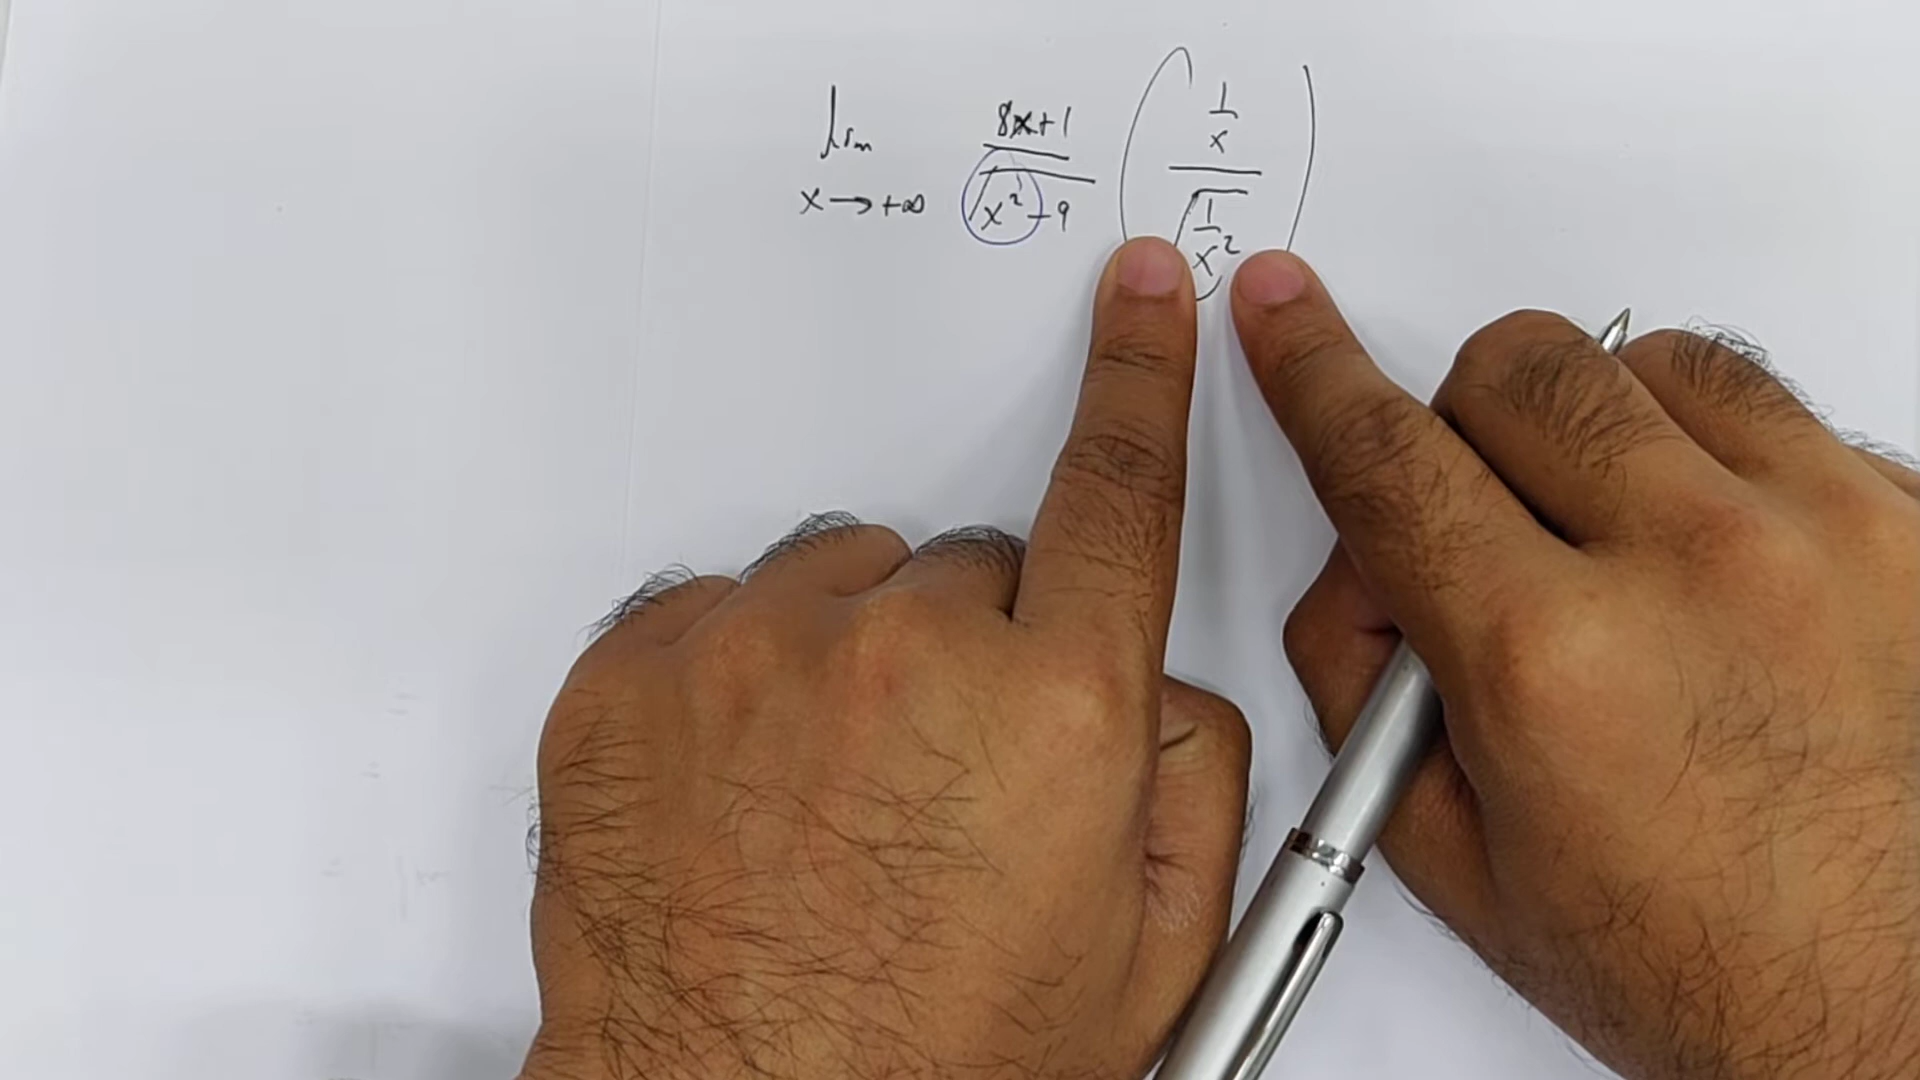 lim x→+∞ (8x+1)/√(x²-9) ((1/x)/√(1/x²))